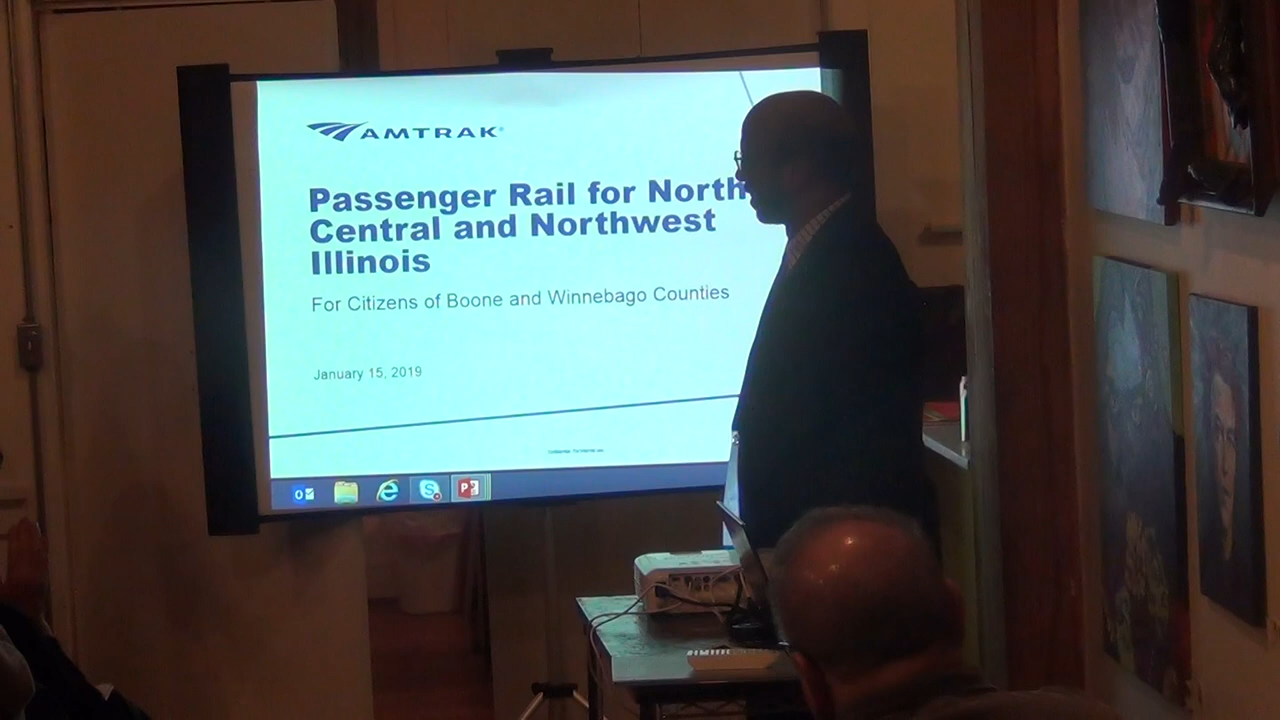 AMTRAK
Passenger Rail for North
Central and Northwest
Illinois
For Citizens of Boone and Winnebago Counties
January 15, 2019